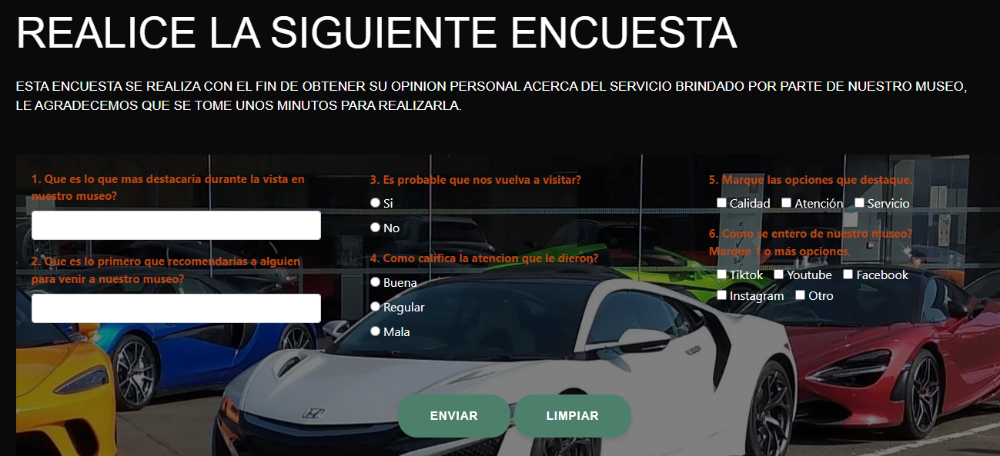 REALICE LA SIGUIENTE ENCUESTA
ESTA ENCUESTA SE REALIZA CON EL FIN DE OBTENER SU OPINION PERSONAL ACERCA DEL SERVICIO BRINDADO POR PARTE DE NUESTRO MUSEO,
LE AGRADECEMOS QUE SE TOME UNOS MINUTOS PARA REALIZARLA.
1. Que es lo que mas destacaria durante la vista en
nuestro museo?
2. Que es lo primero que recomendarias a alguien
para venir a nuestro museo?
3. Es probable que nos vuelva a visitar?
Si
No
4. Como califica la atencion que le dieron?
Buena
Regular
Mala
5. Marque las opciones que destaque.
Calidad Atención Servicio
6. Como se entero de nuestro museo?
Marque 1 o más opciones.
Tiktok Youtube Facebook
Instagram Otro
ENVIAR LIMPIAR